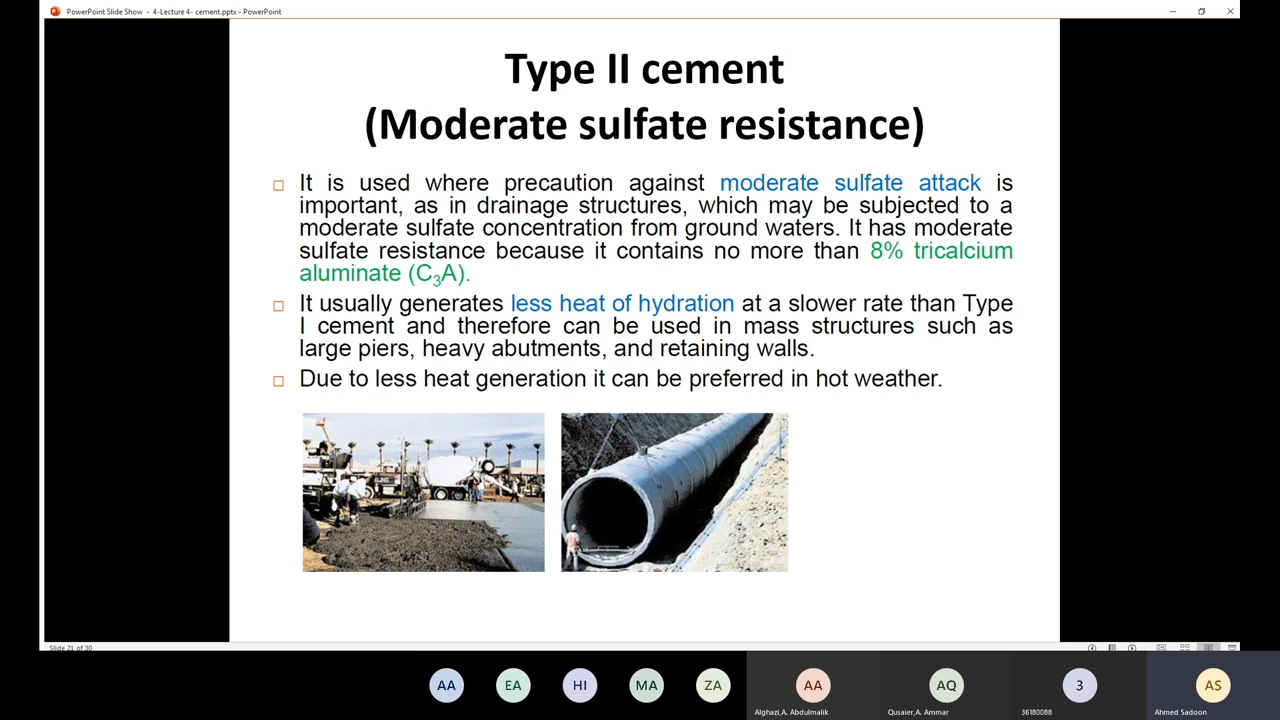 PowerPoint Slide Show - 4-Lecture 4- cement.pptx - PowerPoint
Type II cement
(Moderate sulfate resistance)
It is used where precaution against moderate sulfate attack is
important, as in drainage structures, which may be subjected to a
moderate sulfate concentration from ground waters. It has moderate
sulfate resistance because it contains no more than 8% tricalcium
aluminate (C₃A).
It usually generates less heat of hydration at a slower rate than Type
I cement and therefore can be used in mass structures such as
large piers, heavy abutments, and retaining walls.
Due to less heat generation it can be preferred in hot weather.
Slide 21 of 30
AA EA HI MA ZA AA AQ 3 AS
Alghazi,A. Abdulmalik Qusaier,A. Ammar 36180088 Ahmed Sadoon